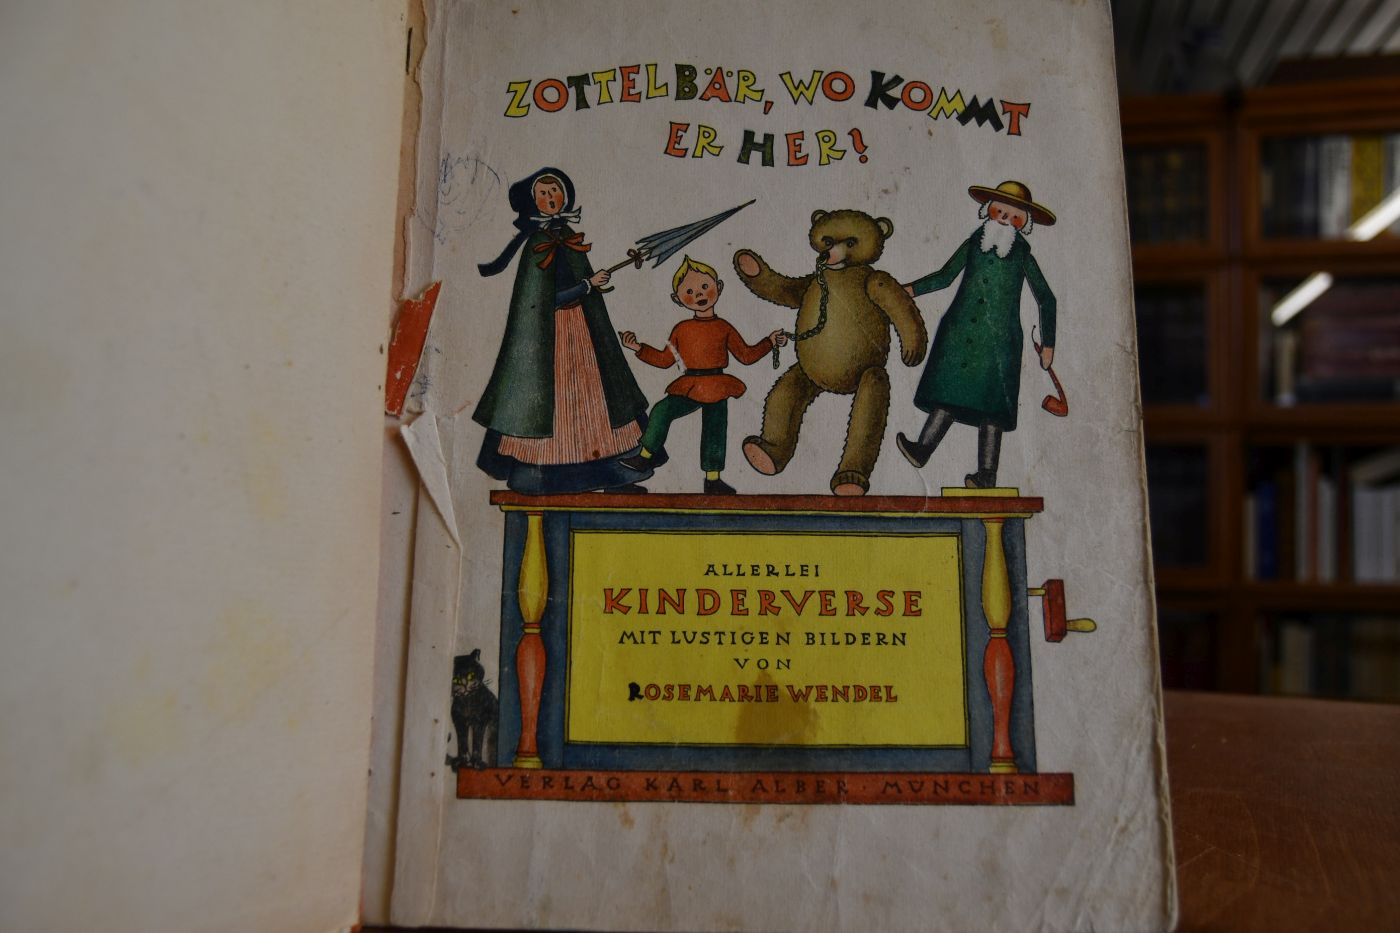 ZOTTELBÄR, WO KOMMT
ER HER?
ALLERLEI
KINDERVERSE
MIT LUSTIGEN BILDERN
VON
ROSEMARIE WENDEL
VERLAG KARL ALBER · MÜNCHEN